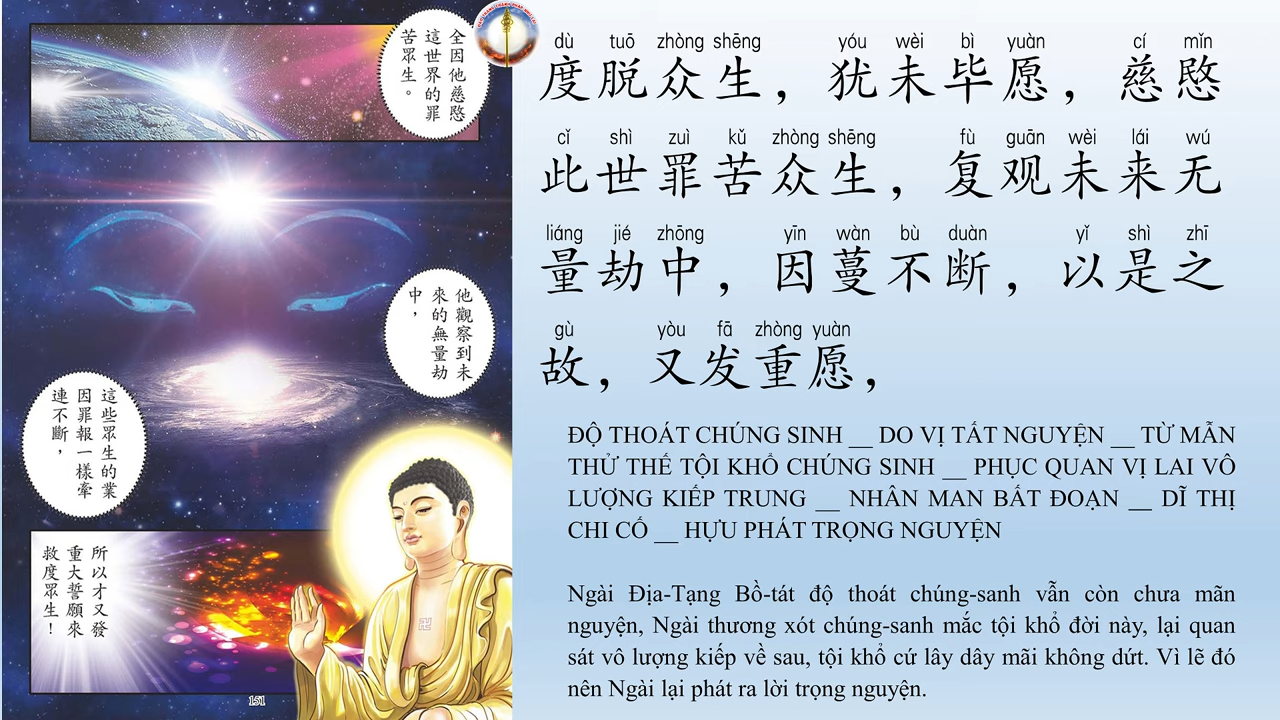 全因他慈愍
這世界的罪
苦眾生。
他觀察到未
來的無量劫
中，
這些眾生的業
因罪報一樣牽
連不斷，
所以才又發
重大誓願來
救度眾生！
151
dù tuō zhòng shēng yóu wèi bì yuàn cí mǐn
度脱众生，犹未毕愿，慈愍
cǐ shì zuì kǔ zhòng shēng fù guān wèi lái wú
此世罪苦众生，复观未来无
liáng jié zhōng yīn wàn bù duàn yǐ shì zhī
量劫中，因蔓不断，以是之
gù yòu fā zhòng yuàn
故，又发重愿，
ĐỘ THOÁT CHÚNG SINH __ DO VỊ TẤT NGUYỆN __ TỪ MẪN
THỬ THẾ TỘI KHỔ CHÚNG SINH __ PHỤC QUAN VỊ LAI VÔ
LƯỢNG KIẾP TRUNG __ NHÂN MAN BẤT ĐOẠN __ DĨ THỊ
CHI CỐ __ HỰU PHÁT TRỌNG NGUYỆN
Ngài Địa-Tạng Bồ-tát độ thoát chúng-sanh vẫn còn chưa mãn
nguyện, Ngài thương xót chúng-sanh mắc tội khổ đời nay, lại quan
sát vô lượng kiếp về sau, tội khổ cứ lây dây mãi không dứt. Vì lẽ đó
nên Ngài lại phát ra lời trọng nguyện.